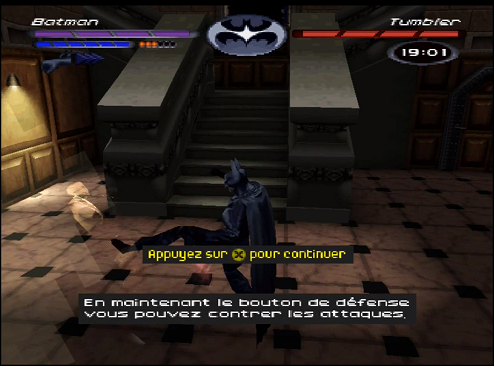 Batman
Tumbler
19:01
Appuyez sur X pour continuer
En maintenant le bouton de défense
vous pouvez contrer les attaques.